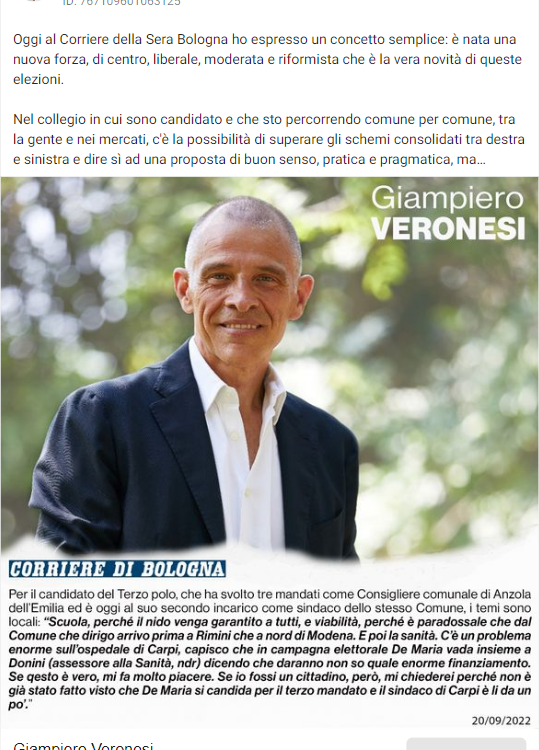 ID: 767109601063125
Oggi al Corriere della Sera Bologna ho espresso un concetto semplice: è nata una
nuova forza, di centro, liberale, moderata e riformista che è la vera novità di queste
elezioni.
Nel collegio in cui sono candidato e che sto percorrendo comune per comune, tra
la gente e nei mercati, c'è la possibilità di superare gli schemi consolidati tra destra
e sinistra e dire sì ad una proposta di buon senso, pratica e pragmatica, ma…
Giampiero
VERONESI
CORRIERE DI BOLOGNA
Per il candidato del Terzo polo, che ha svolto tre mandati come Consigliere comunale di Anzola
dell'Emilia ed è oggi al suo secondo incarico come sindaco dello stesso Comune, i temi sono
locali: “Scuola, perché il nido venga garantito a tutti, e viabilità, perché è paradossale che dal
Comune che dirigo arrivo prima a Rimini che a nord di Modena. E poi la sanità. C'è un problema
enorme sull'ospedale di Carpi, capisco che in campagna elettorale De Maria vada insieme a
Donini (assessore alla Sanità, ndr) dicendo che daranno non so quale enorme finanziamento.
Se qesto è vero, mi fa molto piacere. Se io fossi un cittadino, però, mi chiederei perché non è
già stato fatto visto che De Maria si candida per il terzo mandato e il sindaco di Carpi è lì da un
po'.”
20/09/2022
Giampiero Veronesi